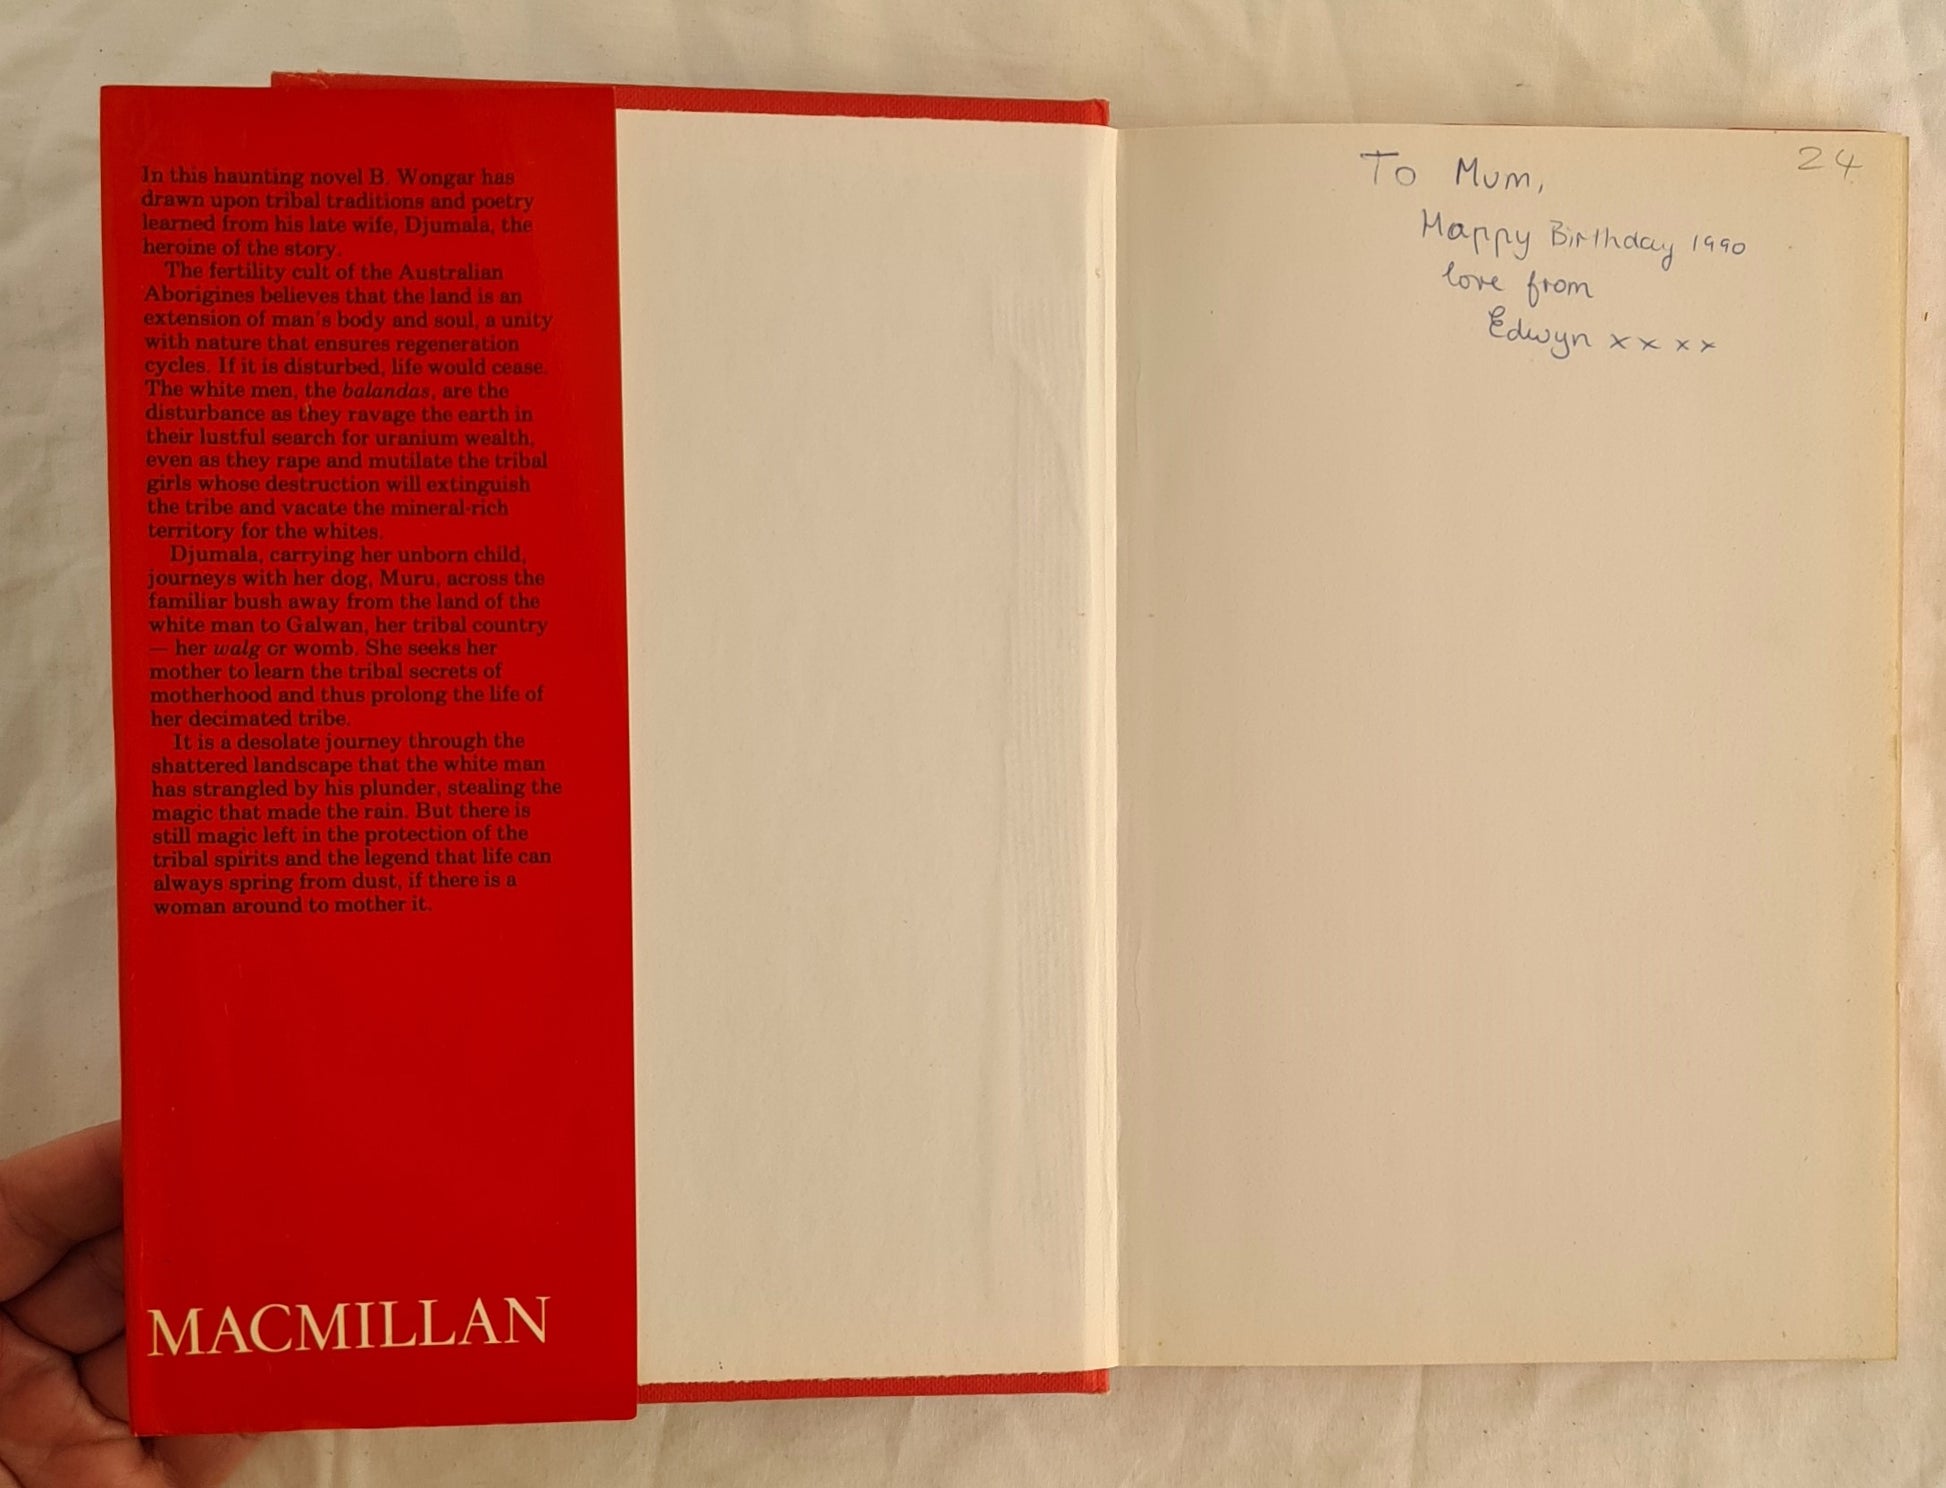 In this haunting novel B. Wongar has
drawn upon tribal traditions and poetry
learned from his late wife, Djumala, the
heroine of the story.
The fertility cult of the Australian
Aborigines believes that the land is an
extension of man's body and soul, a unity
with nature that ensures regeneration
cycles. If it is disturbed, life would cease.
The white men, the balandas, are the
disturbance as they ravage the earth in
their lustful search for uranium wealth,
even as they rape and mutilate the tribal
girls whose destruction will extinguish
the tribe and vacate the mineral-rich
territory for the whites.
Djumala, carrying her unborn child,
journeys with her dog, Muru, across the
familiar bush away from the land of the
white man to Galwan, her tribal country
— her walg or womb. She seeks her
mother to learn the tribal secrets of
motherhood and thus prolong the life of
her decimated tribe.
It is a desolate journey through the
shattered landscape that the white man
has strangled by his plunder, stealing the
magic that made the rain. But there is
still magic left in the protection of the
tribal spirits and the legend that life can
always spring from dust, if there is a
woman around to mother it.
MACMILLAN
24
To Mum,
Happy Birthday 1990
love from
Edwyn xxxx